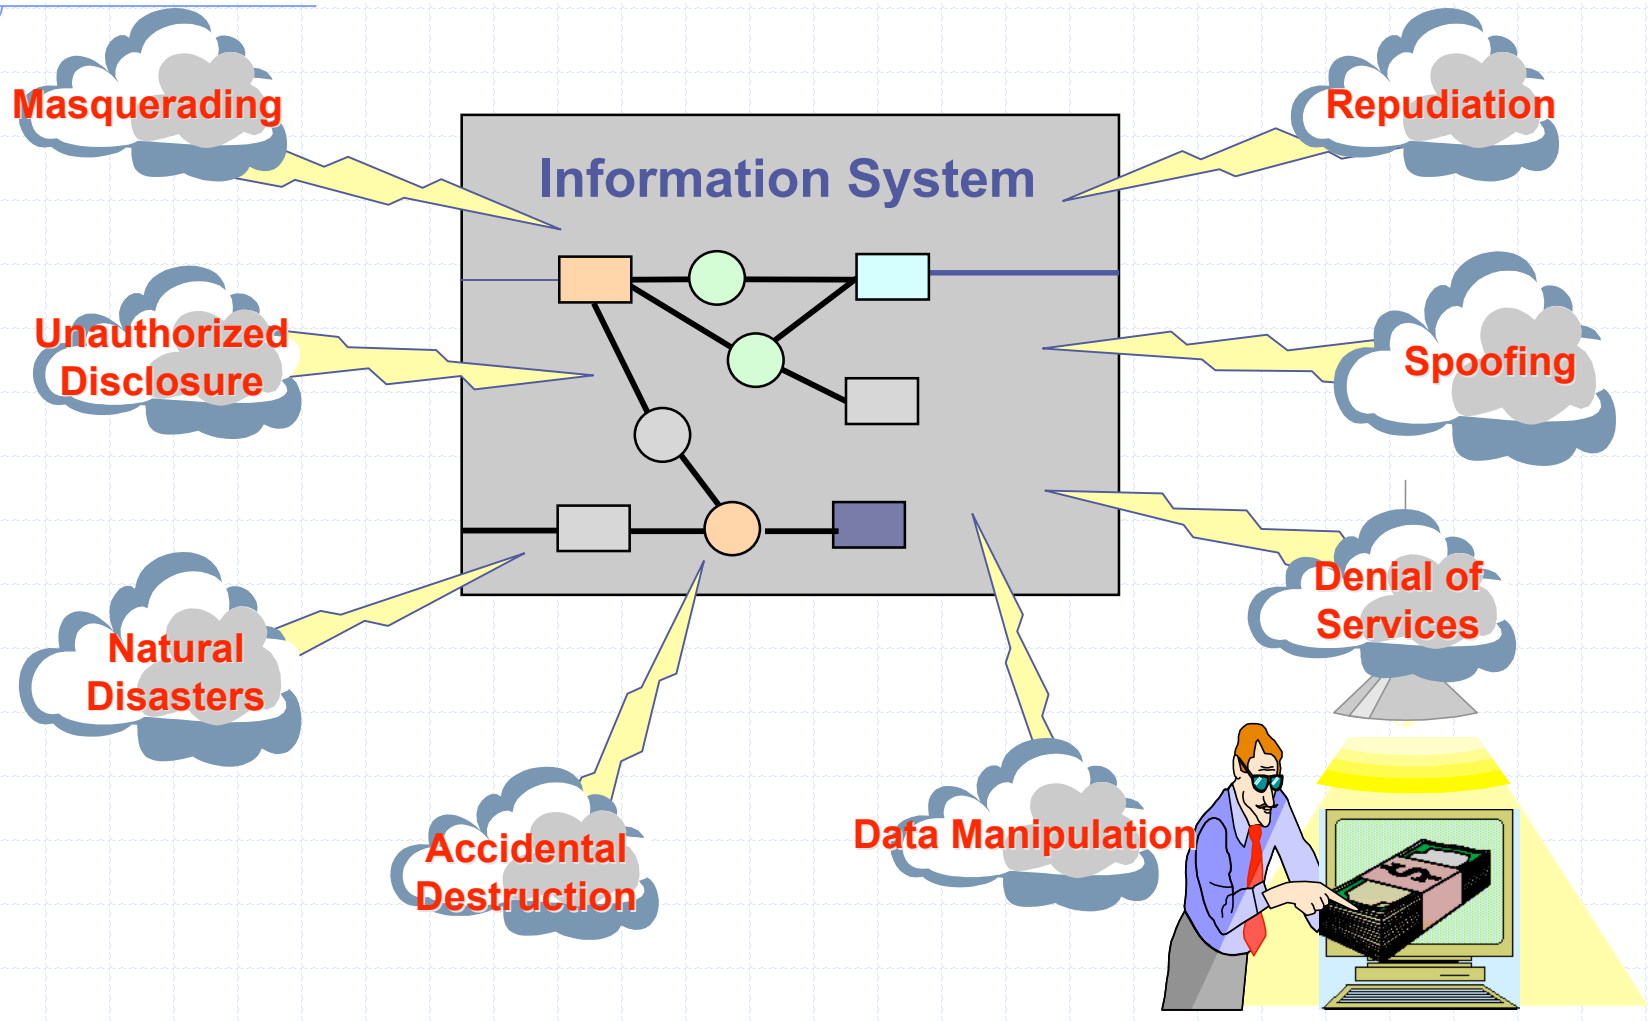 Masquerading
Repudiation
Information System
Unauthorized
Disclosure
Spoofing
Denial of
Services
Natural
Disasters
Accidental
Destruction
Data Manipulation
$